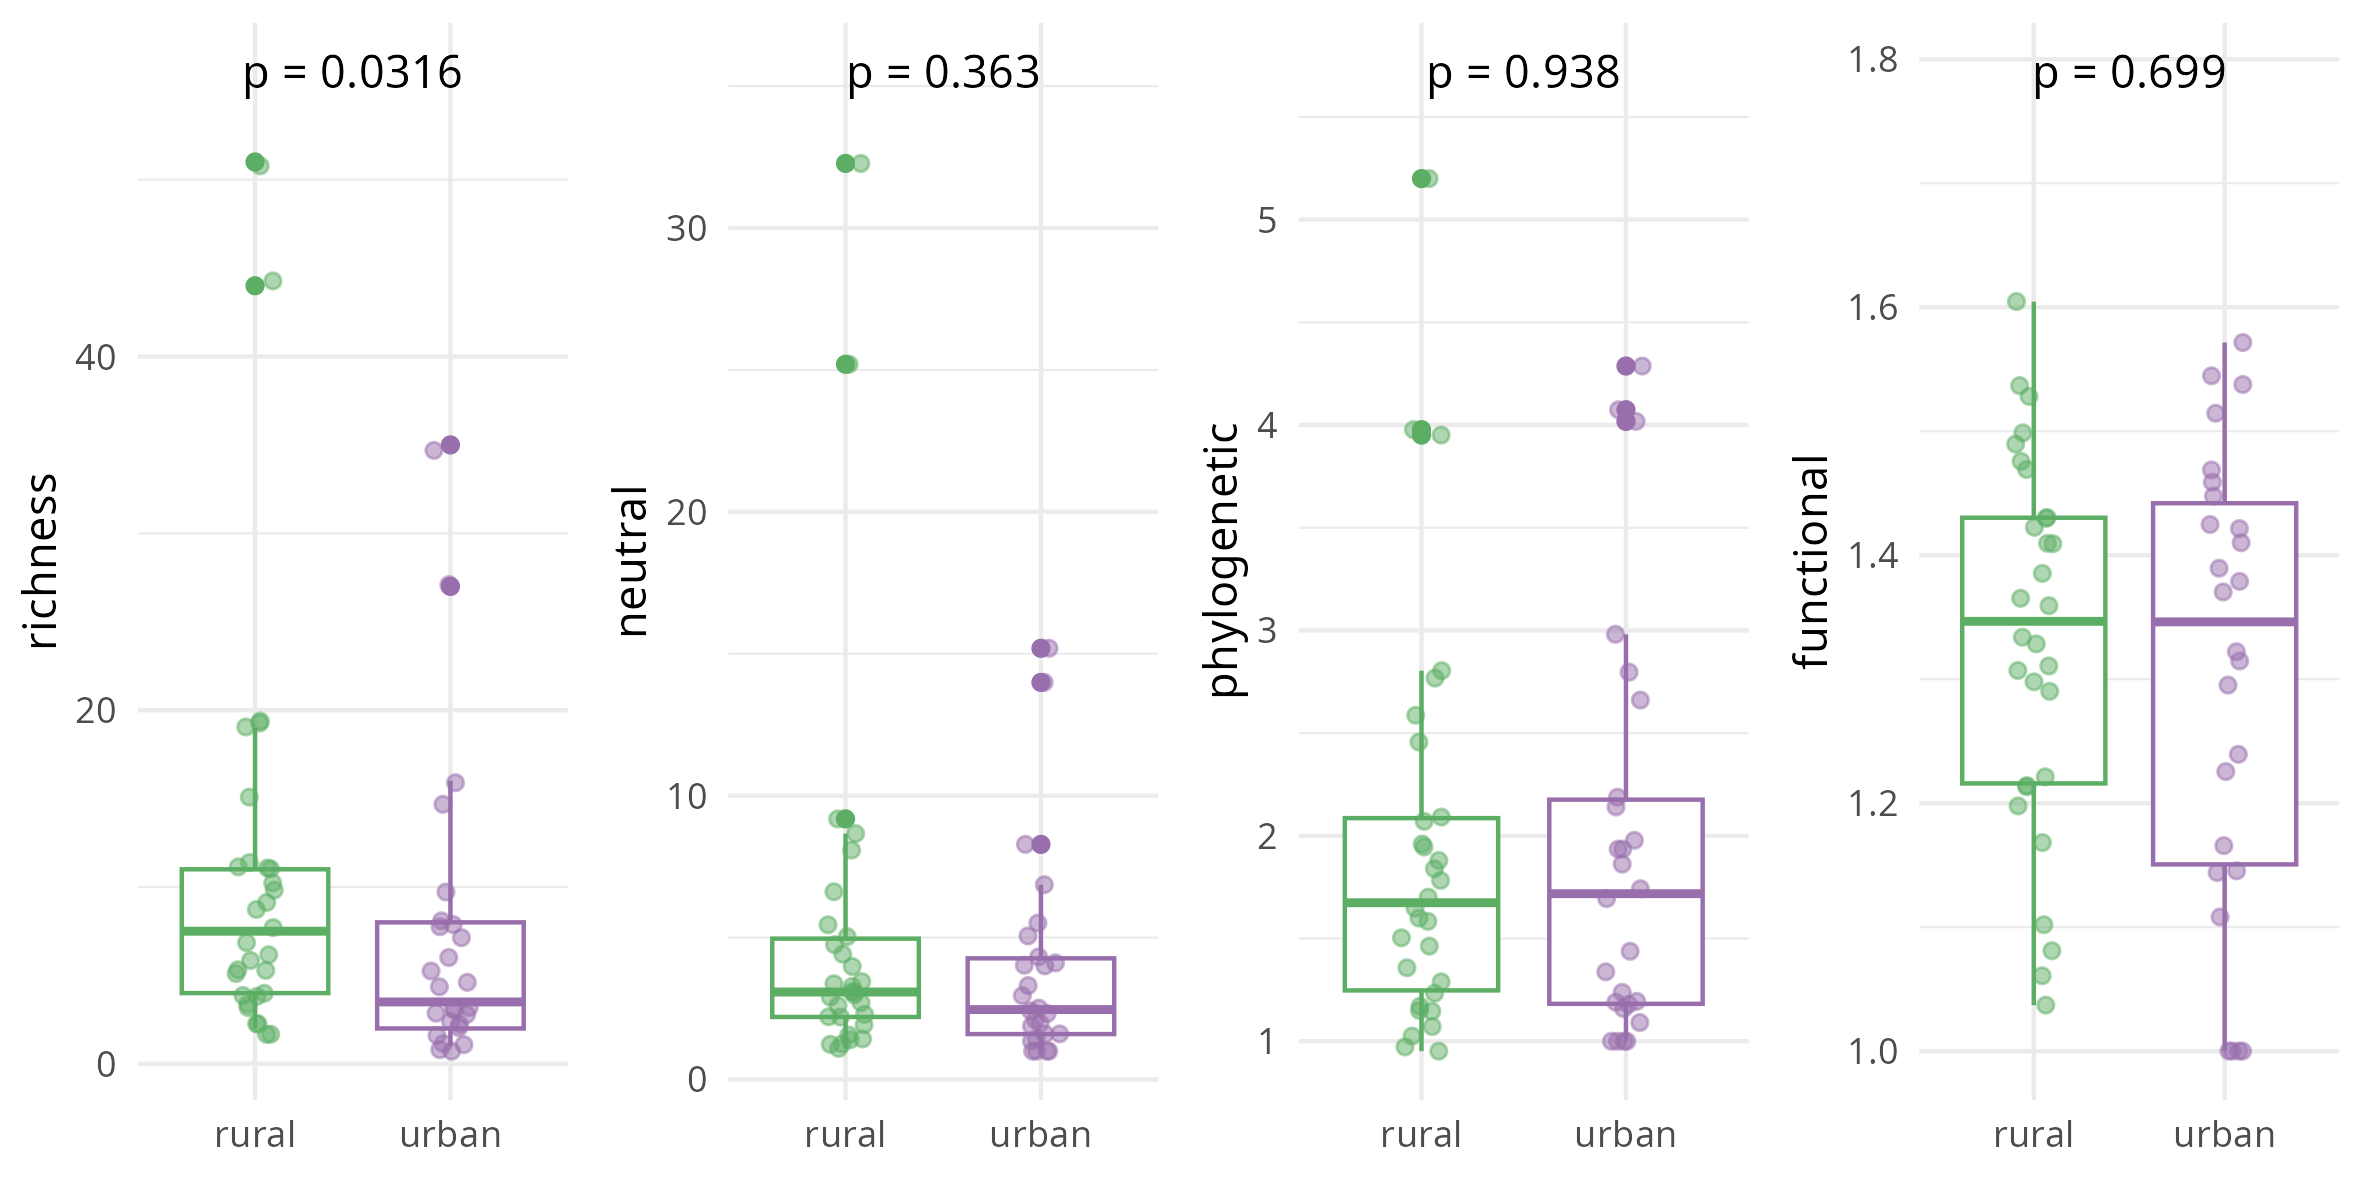 richness
p = 0.0316
40
20
0
rural urban
neutral
p = 0.363
30
20
10
0
rural urban
phylogenetic
p = 0.938
5
4
3
2
1
rural urban
functional
p = 0.699
1.8
1.6
1.4
1.2
1.0
rural urban